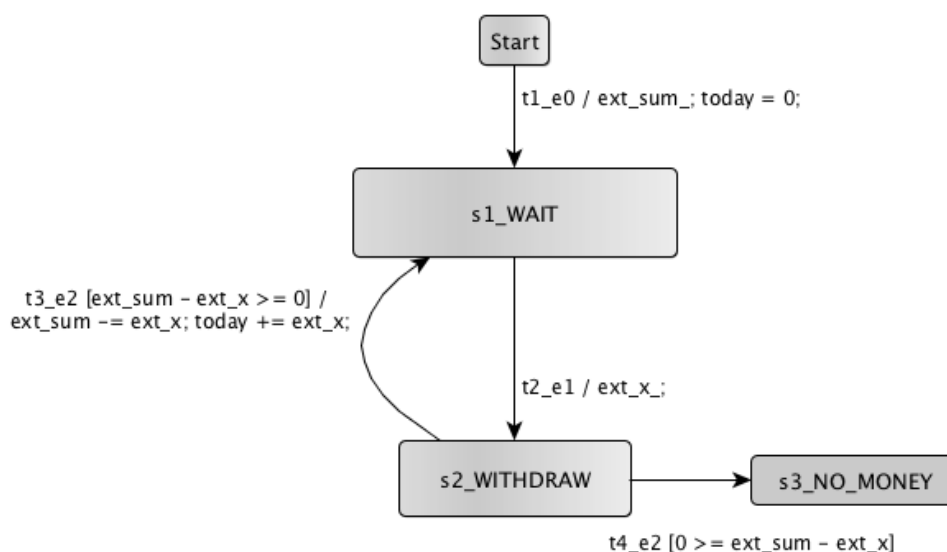 Start
t1_e0 / ext_sum_; today = 0;
s1_WAIT
t3_e2 [ext_sum - ext_x >= 0] /
ext_sum -= ext_x; today += ext_x;
t2_e1 / ext_x_;
s2_WITHDRAW
s3_NO_MONEY
t4_e2 [0 >= ext_sum - ext_x]